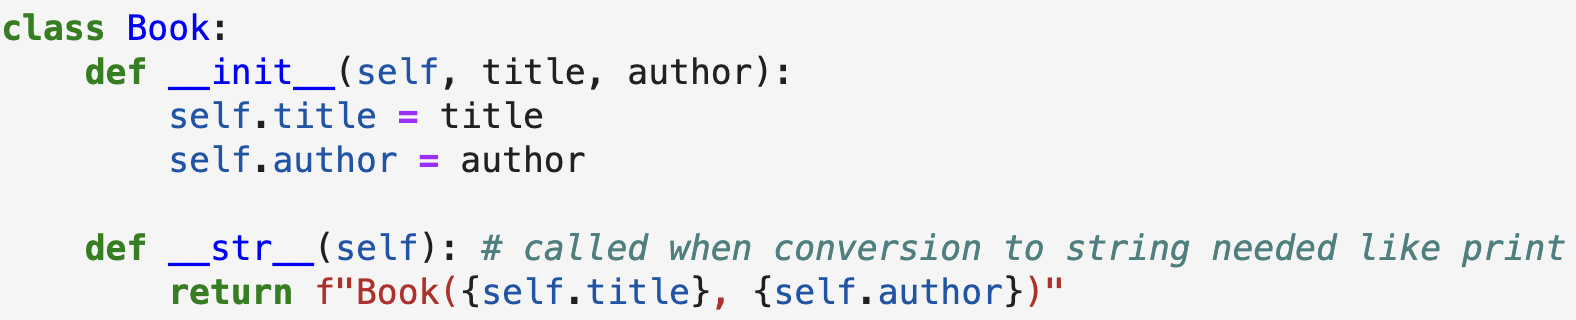 class Book:
    def __init__(self, title, author):
        self.title = title
        self.author = author

    def __str__(self): # called when conversion to string needed like print
        return f"Book({self.title}, {self.author})"